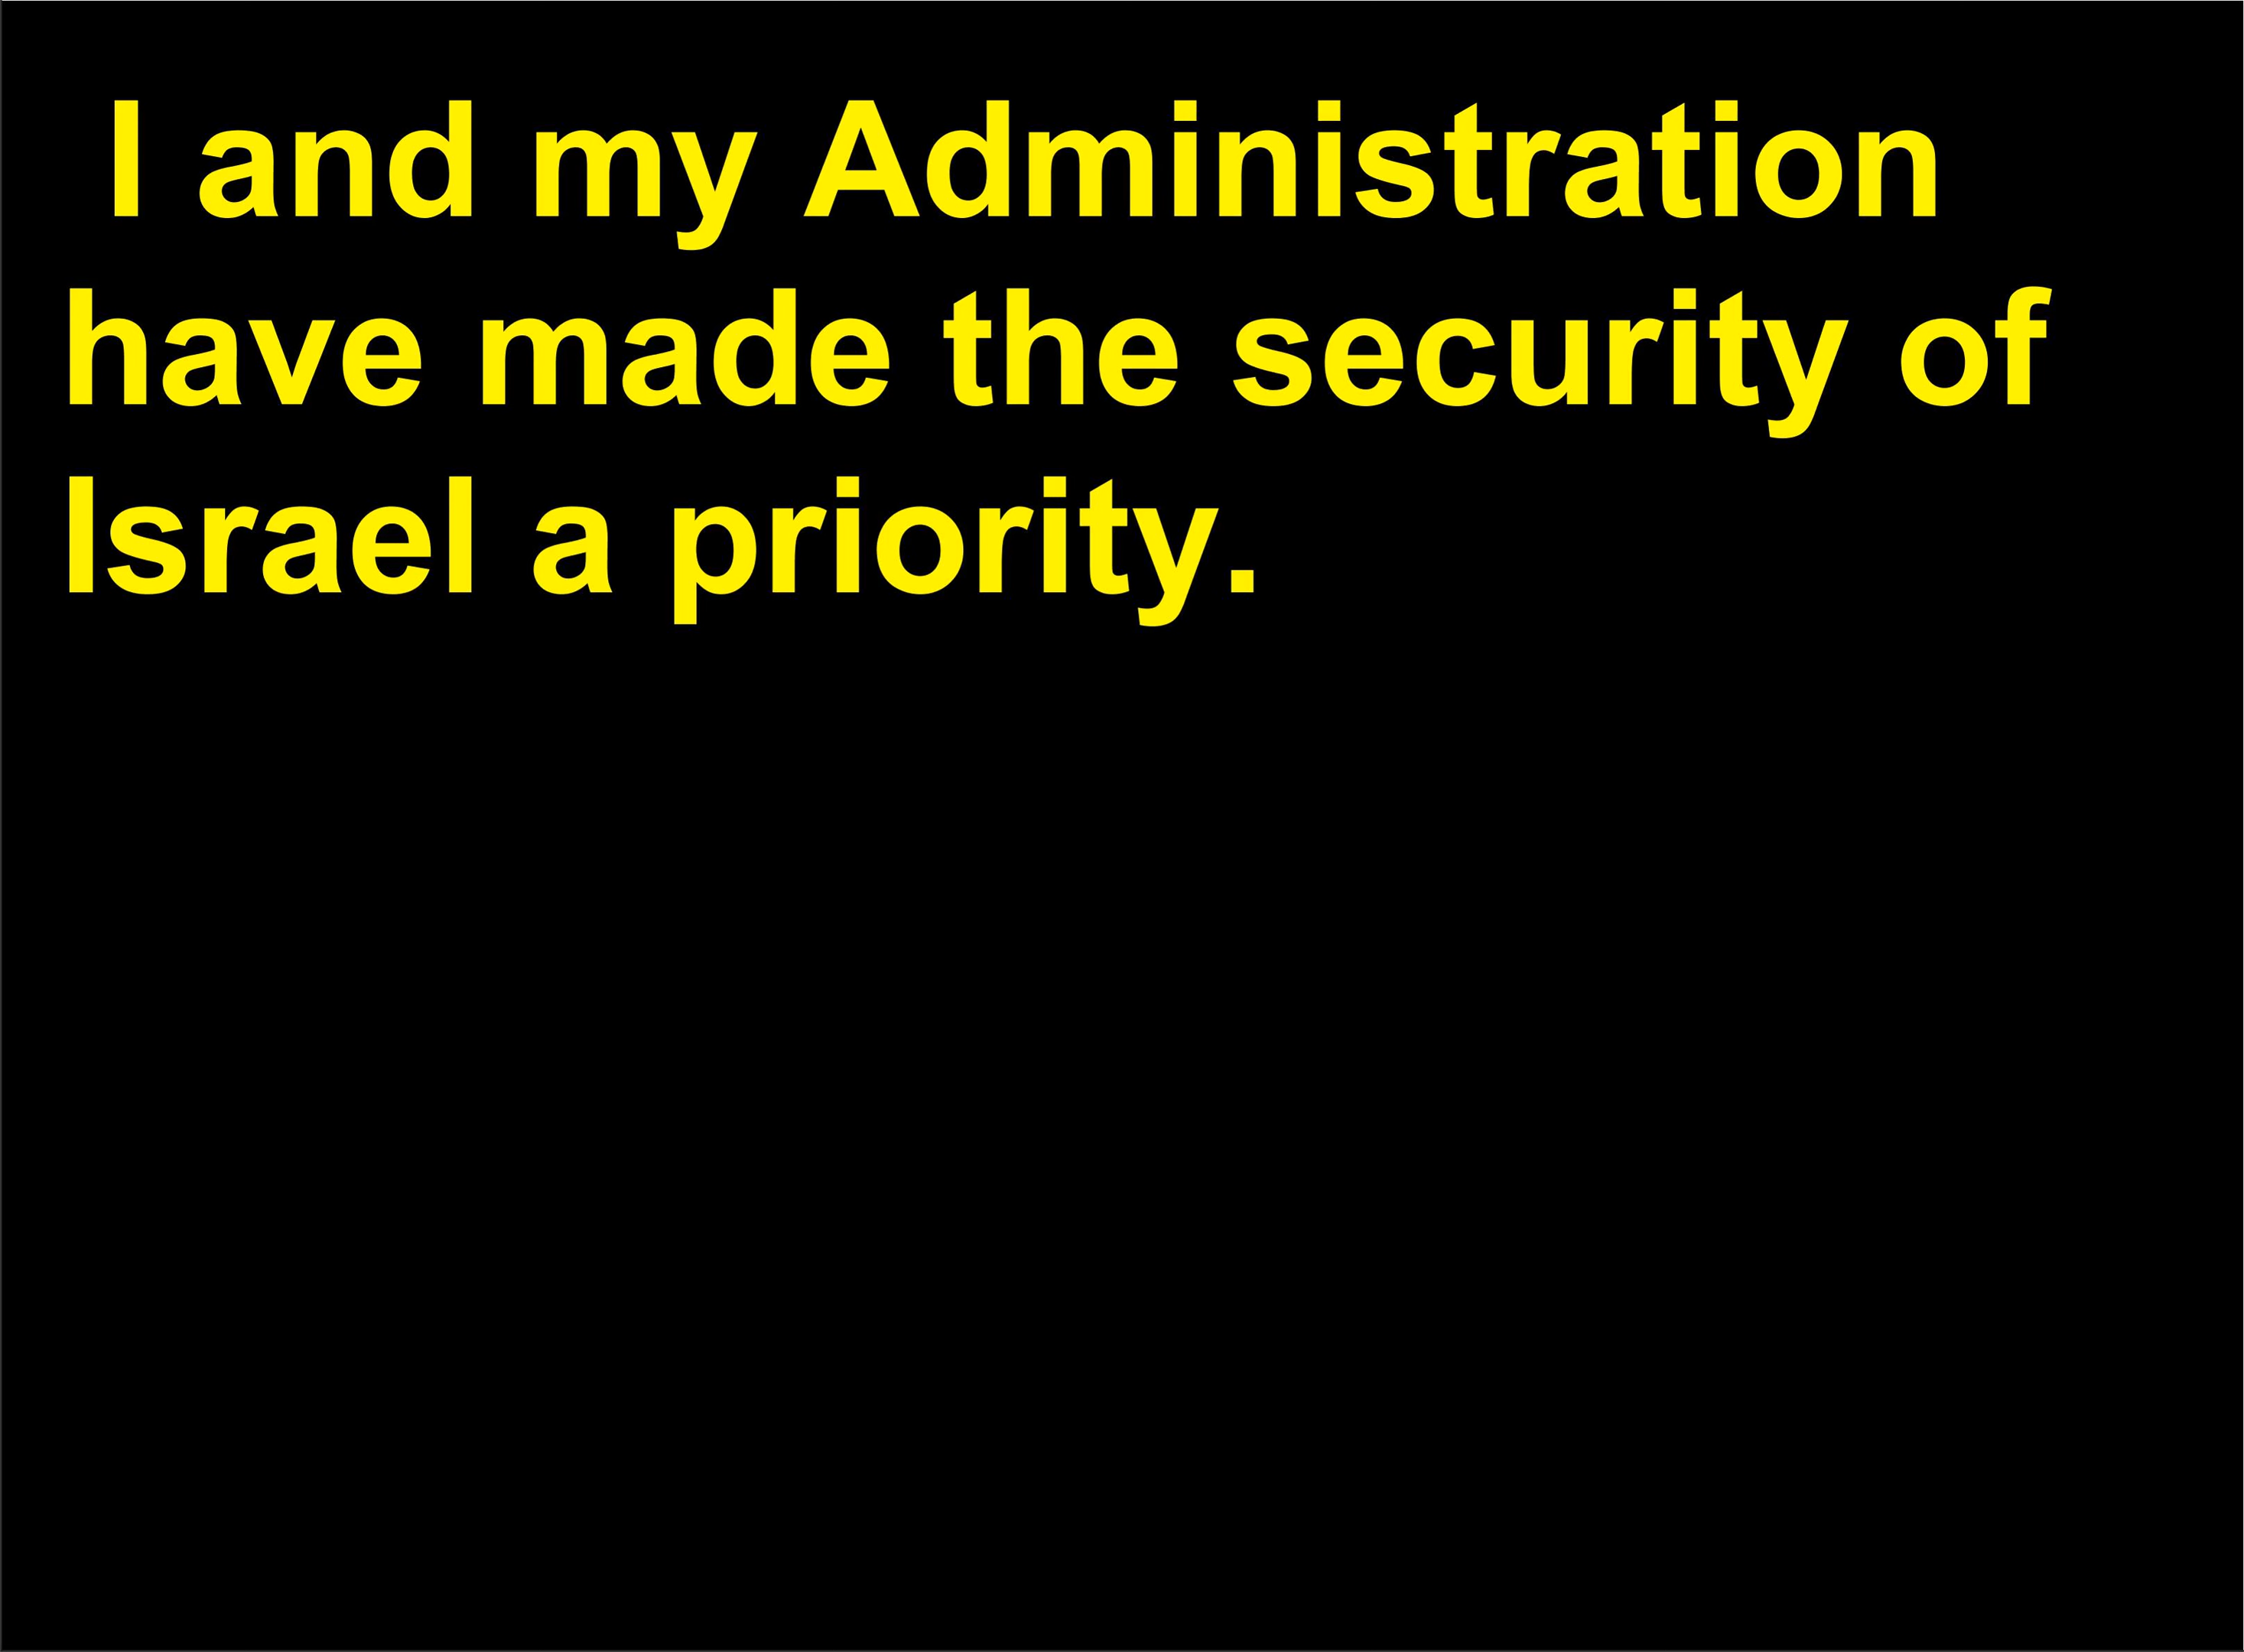 I and my Administration
have made the security of
Israel a priority.